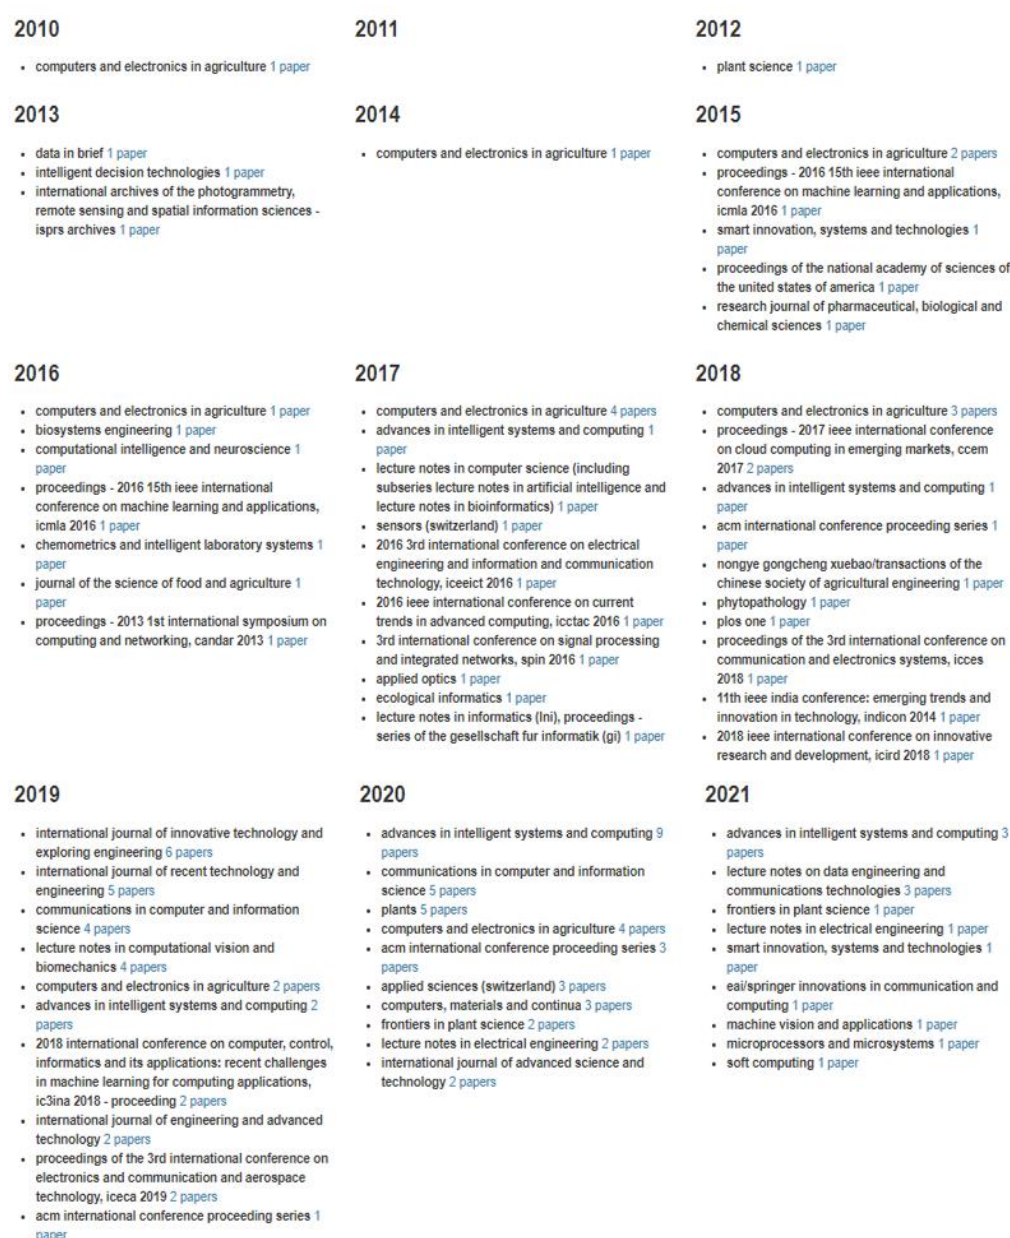 2010
• computers and electronics in agriculture 1 paper
2011
2012
• plant science 1 paper
2013
• data in brief 1 paper
• intelligent decision technologies 1 paper
• international archives of the photogrammetry,
remote sensing and spatial information sciences -
isprs archives 1 paper
2014
• computers and electronics in agriculture 1 paper
2015
• computers and electronics in agriculture 2 papers
• proceedings - 2016 15th ieee international
conference on machine learning and applications,
icmla 2016 1 paper
• smart innovation, systems and technologies 1
paper
• proceedings of the national academy of sciences of
the united states of america 1 paper
• research journal of pharmaceutical, biological and
chemical sciences 1 paper
2016
• computers and electronics in agriculture 1 paper
• biosystems engineering 1 paper
• computational intelligence and neuroscience 1
paper
• proceedings - 2016 15th ieee international
conference on machine learning and applications,
icmla 2016 1 paper
• chemometrics and intelligent laboratory systems 1
paper
• journal of the science of food and agriculture 1
paper
• proceedings - 2013 1st international symposium on
computing and networking, candar 2013 1 paper
2017
• computers and electronics in agriculture 4 papers
• advances in intelligent systems and computing 1
paper
• lecture notes in computer science (including
subseries lecture notes in artificial intelligence and
lecture notes in bioinformatics) 1 paper
• sensors (switzerland) 1 paper
• 2016 3rd international conference on electrical
engineering and information and communication
technology, iceeict 2016 1 paper
• 2016 ieee international conference on current
trends in advanced computing, icctac 2016 1 paper
• 3rd international conference on signal processing
and integrated networks, spin 2016 1 paper
• applied optics 1 paper
• ecological informatics 1 paper
• lecture notes in informatics (lni), proceedings -
series of the gesellschaft fur informatik (gi) 1 paper
2018
• computers and electronics in agriculture 3 papers
• proceedings - 2017 ieee international conference
on cloud computing in emerging markets, ccem
2017 2 papers
• advances in intelligent systems and computing 1
paper
• acm international conference proceeding series 1
paper
• nongye gongcheng xuebao/transactions of the
chinese society of agricultural engineering 1 paper
• phytopathology 1 paper
• plos one 1 paper
• proceedings of the 3rd international conference on
communication and electronics systems, icces
2018 1 paper
• 11th ieee india conference: emerging trends and
innovation in technology, indicon 2014 1 paper
• 2018 ieee international conference on innovative
research and development, icird 2018 1 paper
2019
• international journal of innovative technology and
exploring engineering 6 papers
• international journal of recent technology and
engineering 5 papers
• communications in computer and information
science 4 papers
• lecture notes in computational vision and
biomechanics 4 papers
• computers and electronics in agriculture 2 papers
• advances in intelligent systems and computing 2
papers
• 2018 international conference on computer, control,
informatics and its applications: recent challenges
in machine learning for computing applications,
ic3ina 2018 - proceeding 2 papers
• international journal of engineering and advanced
technology 2 papers
• proceedings of the 3rd international conference on
electronics and communication and aerospace
technology, iceca 2019 2 papers
• acm international conference proceeding series 1
paper
2020
• advances in intelligent systems and computing 9
papers
• communications in computer and information
science 5 papers
• plants 5 papers
• computers and electronics in agriculture 4 papers
• acm international conference proceeding series 3
papers
• applied sciences (switzerland) 3 papers
• computers, materials and continua 3 papers
• frontiers in plant science 2 papers
• lecture notes in electrical engineering 2 papers
• international journal of advanced science and
technology 2 papers
2021
• advances in intelligent systems and computing 3
papers
• lecture notes on data engineering and
communications technologies 3 papers
• frontiers in plant science 1 paper
• lecture notes in electrical engineering 1 paper
• smart innovation, systems and technologies 1
paper
• eai/springer innovations in communication and
computing 1 paper
• machine vision and applications 1 paper
• microprocessors and microsystems 1 paper
• soft computing 1 paper